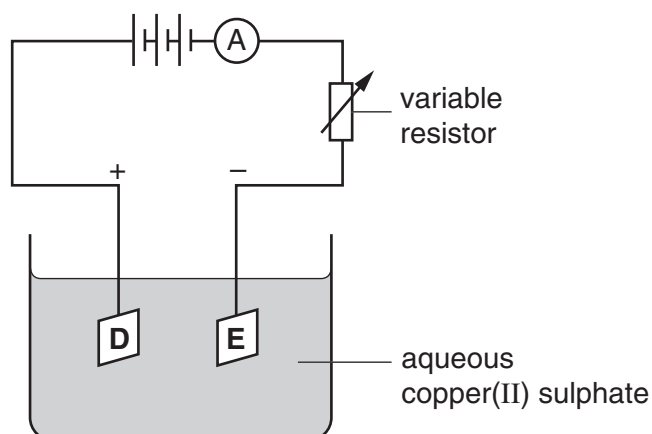 A
variable
resistor
+
–
D
E
aqueous
copper(II) sulphate